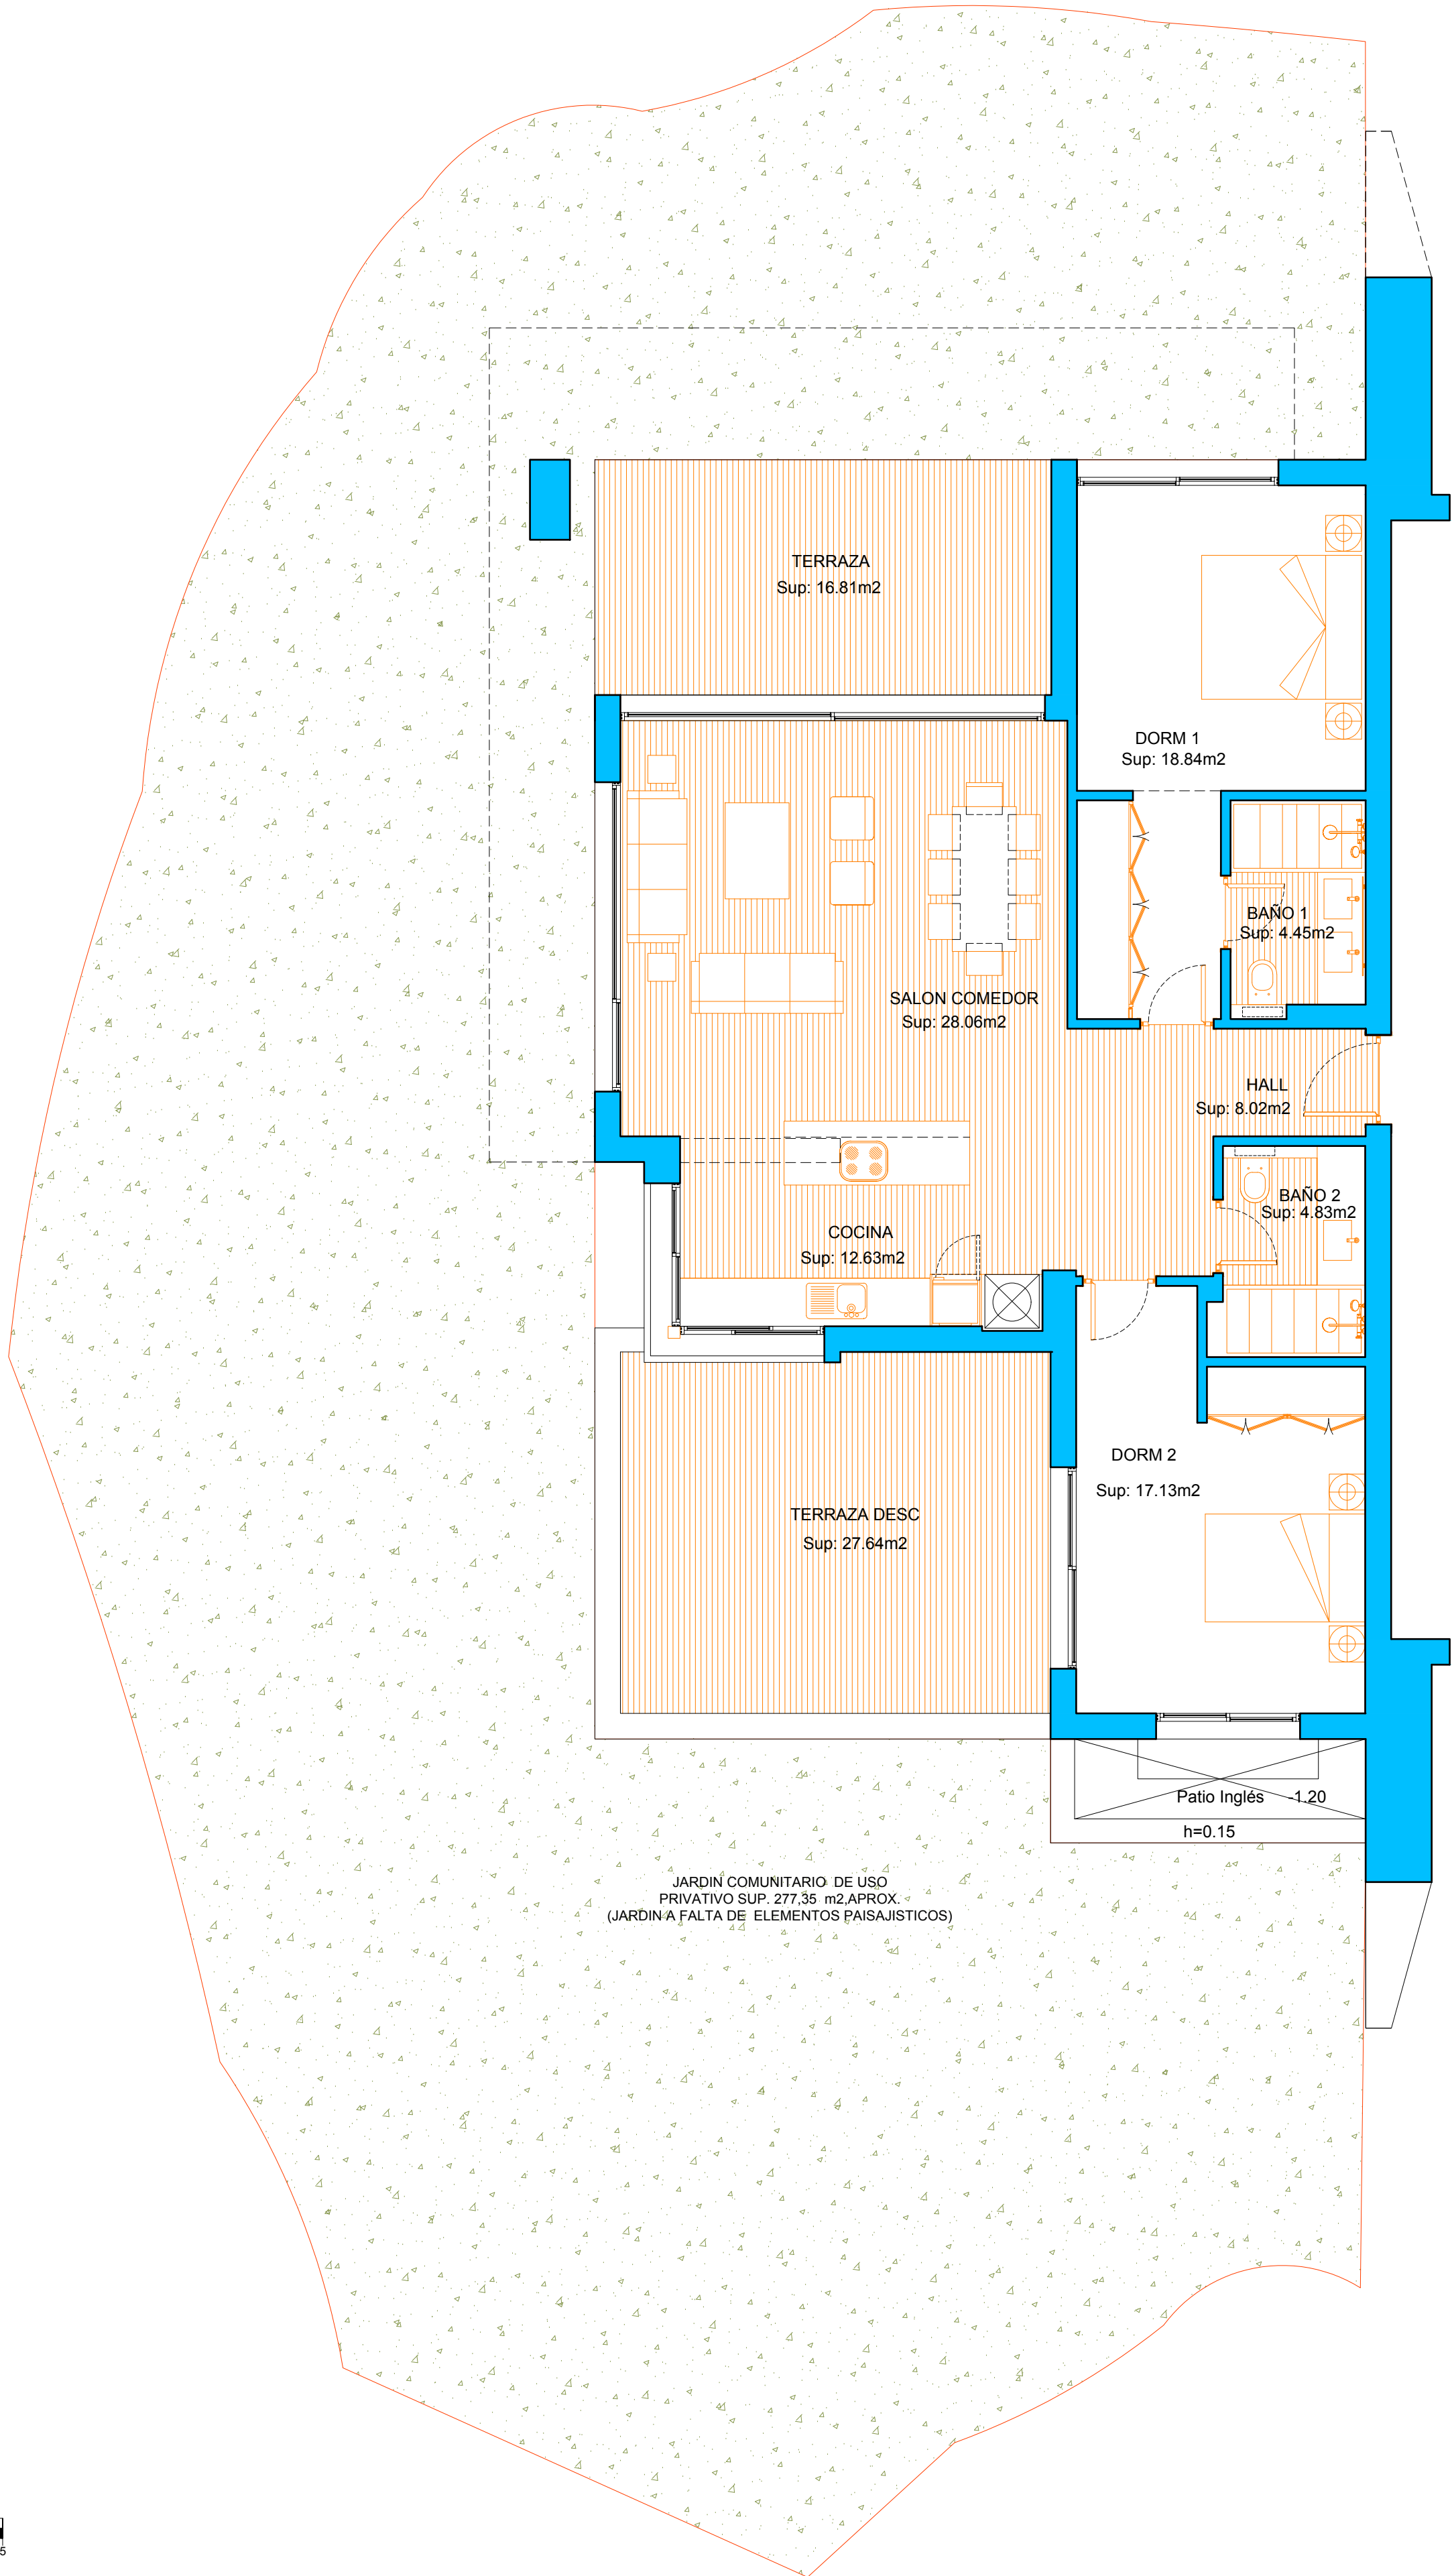 TERRAZA
Sup: 16.81m2
DORM 1
Sup: 18.84m2
BAÑO 1
Sup: 4.45m2
SALON COMEDOR
Sup: 28.06m2
HALL
Sup: 8.02m2
BAÑO 2
Sup: 4.83m2
COCINA
Sup: 12.63m2
DORM 2
Sup: 17.13m2
TERRAZA DESC
Sup: 27.64m2
Patio Inglés -1.20
h=0.15
JARDIN COMUNITARIO DE USO
PRIVATIVO SUP. 277,35 m2,APROX.
(JARDIN A FALTA DE ELEMENTOS PAISAJISTICOS)
5